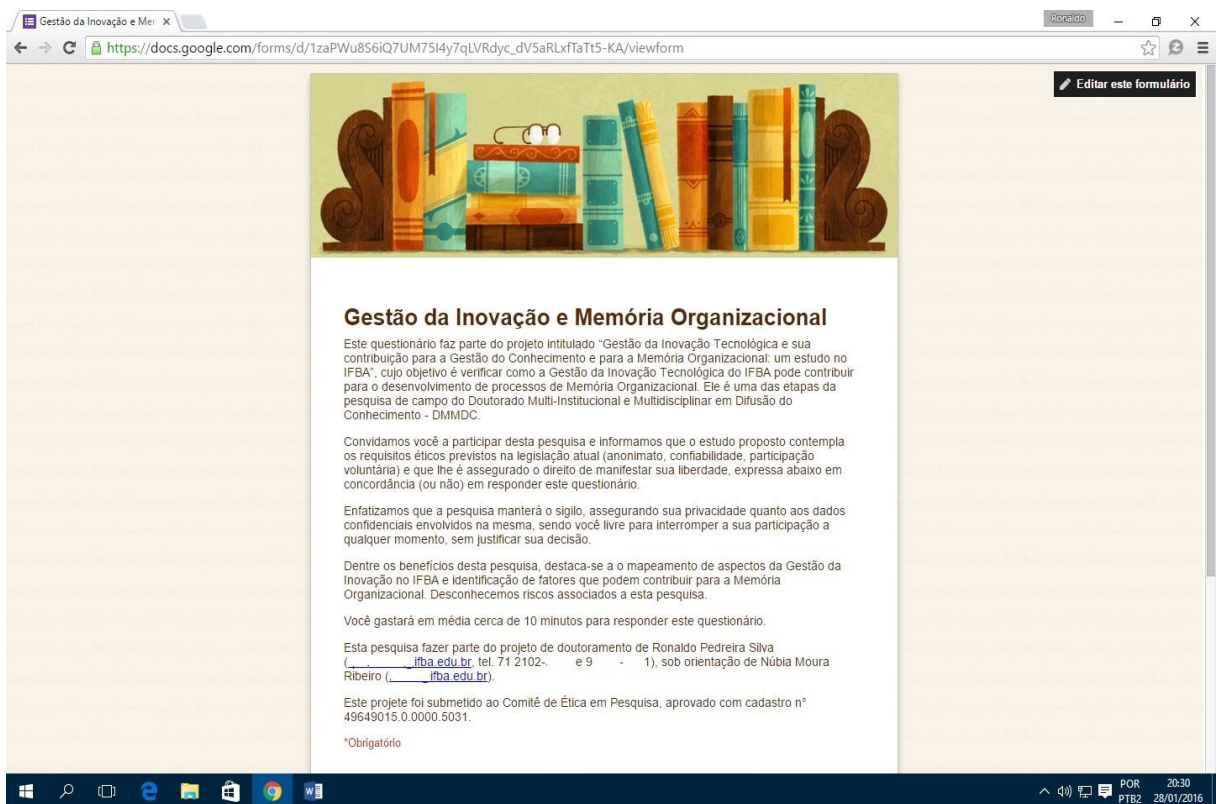 Gestão da Inovação e Mer
Ronaldo
https://docs.google.com/forms/d/1zaPWu8S6iQ7UM75I4y7qLVRdyc_dV5aRLxfTaTt5-KA/viewform
Editar este formulário
Gestão da Inovação e Memória Organizacional
Este questionário faz parte do projeto intitulado “Gestão da Inovação Tecnológica e sua
contribuição para a Gestão do Conhecimento e para a Memória Organizacional: um estudo no
IFBA”, cujo objetivo é verificar como a Gestão da Inovação Tecnológica do IFBA pode contribuir
para o desenvolvimento de processos de Memória Organizacional. Ele é uma das etapas da
pesquisa de campo do Doutorado Multi-Institucional e Multidisciplinar em Difusão do
Conhecimento - DMMDC.
Convidamos você a participar desta pesquisa e informamos que o estudo proposto contempla
os requisitos éticos previstos na legislação atual (anonimato, confiabilidade, participação
voluntária) e que lhe é assegurado o direito de manifestar sua liberdade, expressa abaixo em
concordância (ou não) em responder este questionário.
Enfatizamos que a pesquisa manterá o sigilo, assegurando sua privacidade quanto aos dados
confidenciais envolvidos na mesma, sendo você livre para interromper a sua participação a
qualquer momento, sem justificar sua decisão.
Dentre os benefícios desta pesquisa, destaca-se a o mapeamento de aspectos da Gestão da
Inovação no IFBA e identificação de fatores que podem contribuir para a Memória
Organizacional. Desconhecemos riscos associados a esta pesquisa.
Você gastará em média cerca de 10 minutos para responder este questionário.
Esta pesquisa fazer parte do projeto de doutoramento de Ronaldo Pedreira Silva
( ifba.edu.br, tel. 71 2102-. e 9 - 1), sob orientação de Núbia Moura
Ribeiro ( ifba.edu.br).
Este projete foi submetido ao Comitê de Ética em Pesquisa, aprovado com cadastro n°
49649015.0.0000.5031.
*Obrigatório
POR 20:30
PTB2 28/01/2016